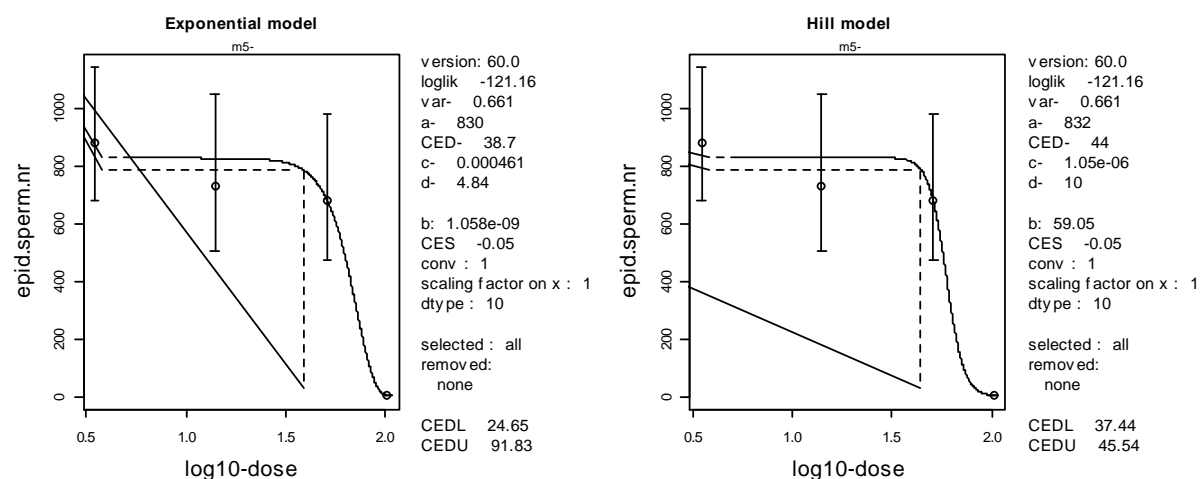 Exponential model
m5-
epid.sperm.nr
1000
800
600
400
200
0
0.5 1.0 1.5 2.0
log10-dose
version: 60.0
loglik -121.16
var- 0.661
a- 830
CED- 38.7
c- 0.000461
d- 4.84
b: 1.058e-09
CES -0.05
conv : 1
scaling factor on x : 1
dtype : 10
selected : all
removed:
none
CEDL 24.65
CEDU 91.83
Hill model
m5-
epid.sperm.nr
1000
800
600
400
200
0
0.5 1.0 1.5 2.0
log10-dose
version: 60.0
loglik -121.16
var- 0.661
a- 832
CED- 44
c- 1.05e-06
d- 10
b: 59.05
CES -0.05
conv : 1
scaling factor on x : 1
dtype : 10
selected : all
removed:
none
CEDL 37.44
CEDU 45.54